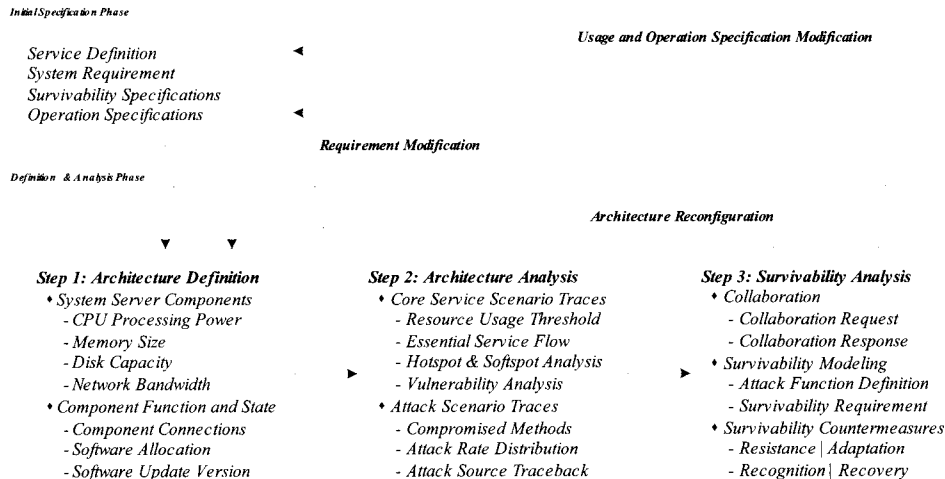 Initial Specification Phase
Usage and Operation Specification Modification
Service Definition
System Requirement
Survivability Specifications
Operation Specifications
Requirement Modification
Definition & Analysis Phase
Architecture Reconfiguration
Step 1: Architecture Definition
♦ System Server Components
- CPU Processing Power
- Memory Size
- Disk Capacity
- Network Bandwidth
♦ Component Function and State
- Component Connections
- Software Allocation
- Software Update Version
Step 2: Architecture Analysis
♦ Core Service Scenario Traces
- Resource Usage Threshold
- Essential Service Flow
- Hotspot & Softspot Analysis
- Vulnerability Analysis
♦ Attack Scenario Traces
- Compromised Methods
- Attack Rate Distribution
- Attack Source Traceback
Step 3: Survivability Analysis
♦ Collaboration
- Collaboration Request
- Collaboration Response
♦ Survivability Modeling
- Attack Function Definition
- Survivability Requirement
♦ Survivability Countermeasures
- Resistance | Adaptation
- Recognition | Recovery